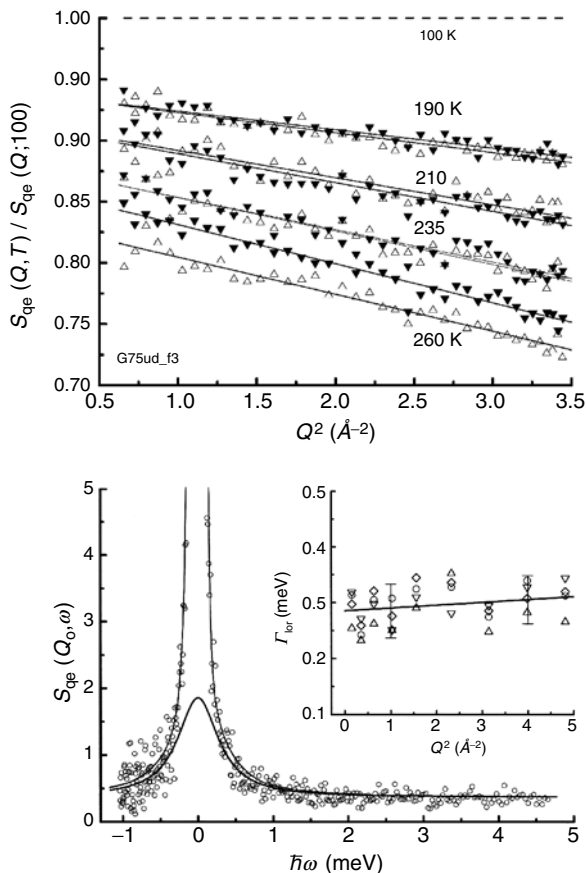 1.00
100 K
0.90
190 K
0.90
210
0.85
235
0.80
0.75
260 K
G75ud_f3
0.70
S_qe (Q,T) / S_qe (Q;100)
0.5 1.0 1.5 2.0 2.5 3.0 3.5
Q² (Å⁻²)
5
4
3
2
1
0
S_qe (Q_o,ω)
−1 0 1 2 3 4 5
ħω (meV)
0.5
0.4
0.5
0.2
0.1
Γ_lor (meV)
0 1 2 3 4 5
Q² (Å⁻²)